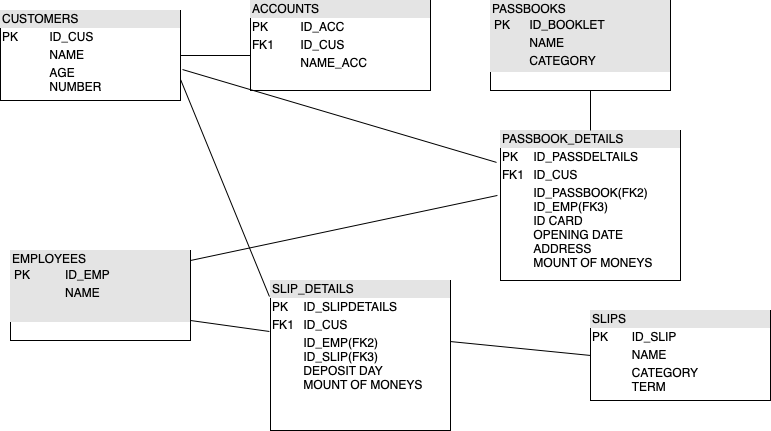 CUSTOMERS
PK ID_CUS
NAME
AGE
NUMBER
ACCOUNTS
PK ID_ACC
FK1 ID_CUS
NAME_ACC
PASSBOOKS
PK ID_BOOKLET
NAME
CATEGORY
PASSBOOK_DETAILS
PK ID_PASSDELTAILS
FK1 ID_CUS
ID_PASSBOOK(FK2)
ID_EMP(FK3)
ID CARD
OPENING DATE
ADDRESS
MOUNT OF MONEYS
EMPLOYEES
PK ID_EMP
NAME
SLIP_DETAILS
PK ID_SLIPDETAILS
FK1 ID_CUS
ID_EMP(FK2)
ID_SLIP(FK3)
DEPOSIT DAY
MOUNT OF MONEYS
SLIPS
PK ID_SLIP
NAME
CATEGORY
TERM